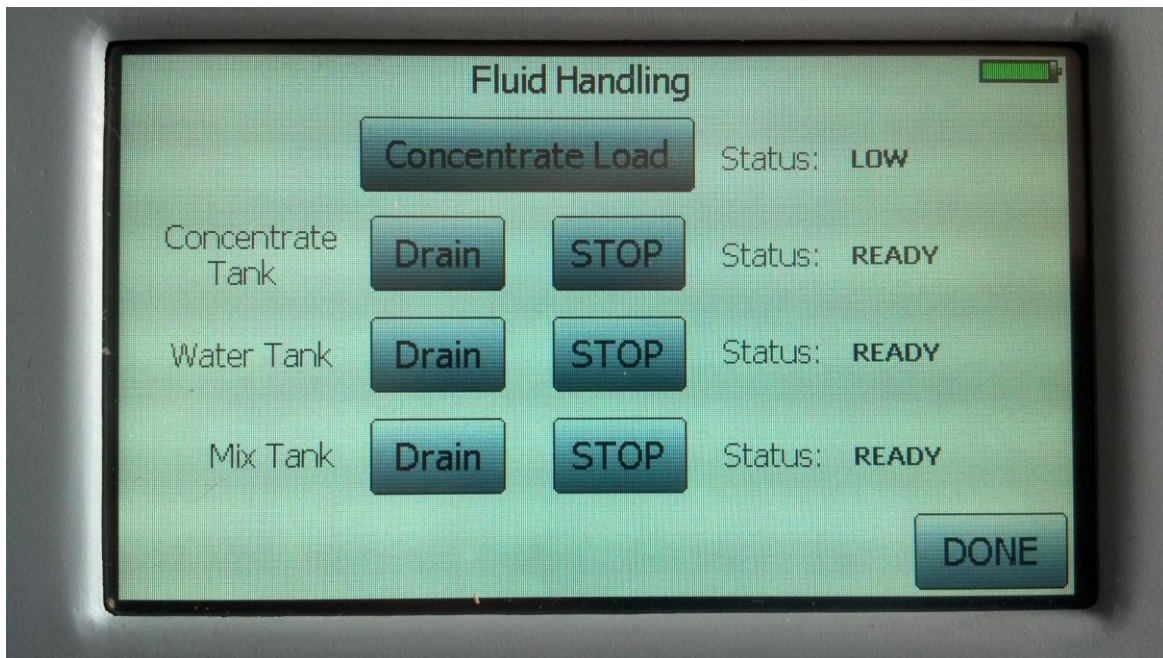 Fluid Handling
Concentrate Load Status: LOW
Concentrate
Tank
Drain STOP Status: READY
Water Tank Drain STOP Status: READY
Mix Tank Drain STOP Status: READY
DONE